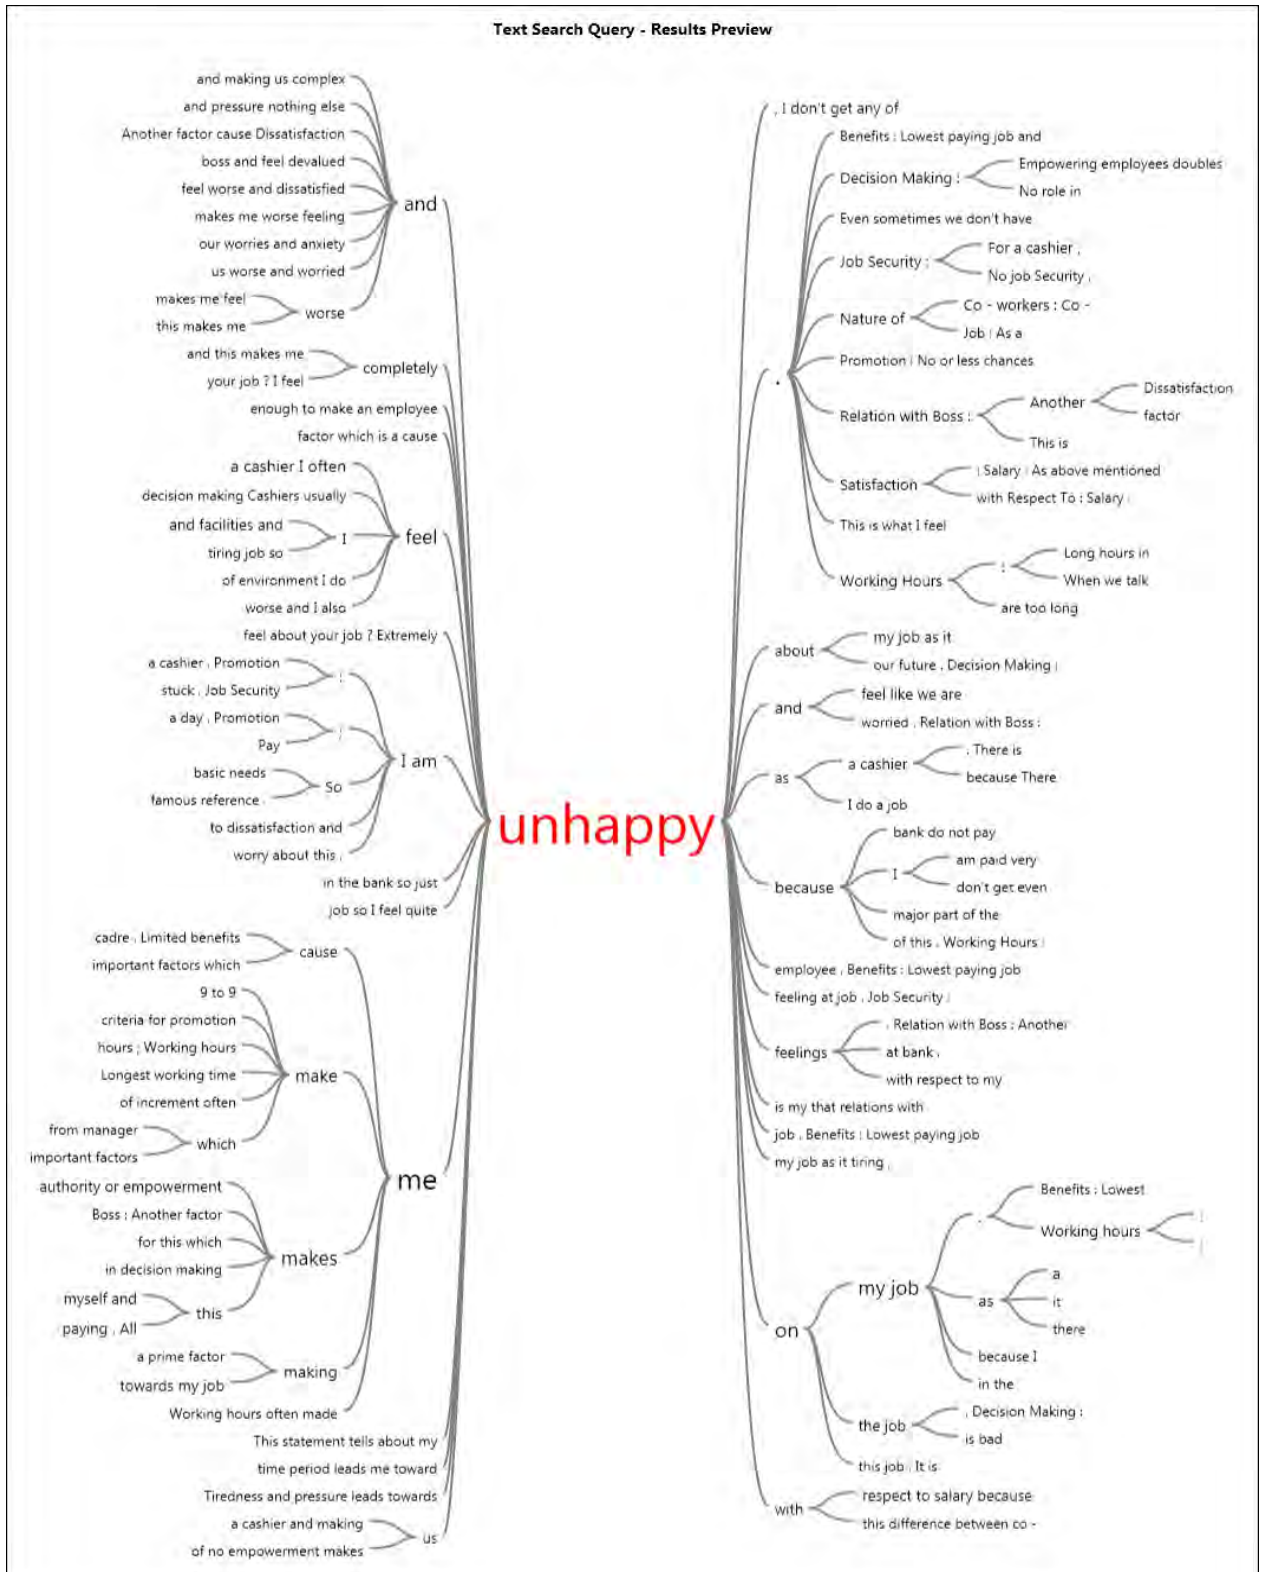 Text Search Query - Results Preview
and making us complex
and pressure nothing else
Another factor cause Dissatisfaction
boss and feel devalued
feel worse and dissatisfied
makes me worse feeling
our worries and anxiety
us worse and worried
makes me feel
this makes me
worse
and
and this makes me
your job ? I feel
completely
enough to make an employee
factor which is a cause
a cashier I often
decision making Cashiers usually
and facilities and
tiring job so
I
of environment I do
worse and I also
feel
feel about your job ? Extremely
a cashier . Promotion
stuck . Job Security
:
a day . Promotion
Pay
;
basic needs
famous reference .
So
to dissatisfaction and
worry about this ,
I am
in the bank so just
job so I feel quite
cadre . Limited benefits
important factors which
cause
9 to 9
criteria for promotion
hours ; Working hours
Longest working time
of increment often
from manager
important factors
which
make
authority or empowerment
Boss : Another factor
for this which
in decision making
myself and
paying . All
this
makes
a prime factor
towards my job
making
Working hours often made
me
This statement tells about my
time period leads me toward
Tiredness and pressure leads towards
a cashier and making
of no empowerment makes
us
unhappy
, I don't get any of
.
Benefits : Lowest paying job and
Decision Making :
Empowering employees doubles
No role in
Even sometimes we don't have
Job Security :
For a cashier ,
No job Security ,
Nature of
Co - workers : Co -
Job : As a
Promotion : No or less chances
Relation with Boss :
Another
Dissatisfaction
factor
This is
Satisfaction
: Salary : As above mentioned
with Respect To : Salary :
This is what I feel
Working Hours
:
Long hours in
When we talk
are too long
about
my job as it
our future . Decision Making :
and
feel like we are
worried . Relation with Boss :
as
a cashier
. There is
because There
I do a job
because
bank do not pay
I
am paid very
don't get even
major part of the
of this . Working Hours :
employee . Benefits : Lowest paying job
feeling at job . Job Security :
feelings
. Relation with Boss : Another
at bank .
with respect to my
is my that relations with
job . Benefits : Lowest paying job
my job as it tiring .
on
my job
.
Benefits : Lowest
Working hours
as
a
it
there
because I
in the
the job
. Decision Making :
is bad
this job . It is
with
respect to salary because
this difference between co -